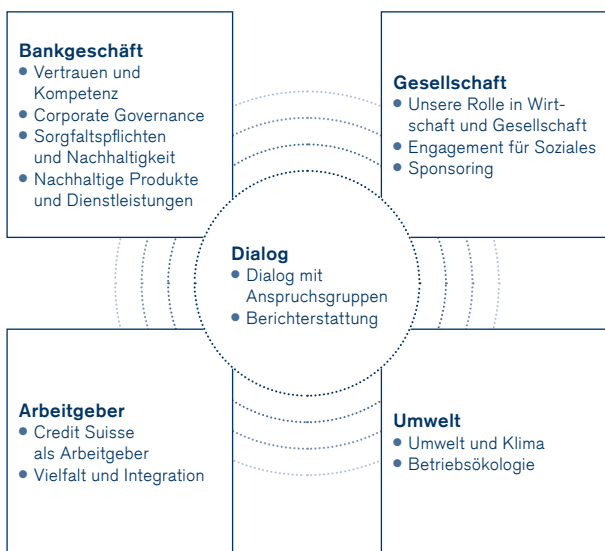 Bankgeschäft
• Vertrauen und
Kompetenz
• Corporate Governance
• Sorgfaltspflichten
und Nachhaltigkeit
• Nachhaltige Produkte
und Dienstleistungen
Gesellschaft
• Unsere Rolle in Wirt-
schaft und Gesellschaft
• Engagement für Soziales
• Sponsoring
Dialog
• Dialog mit
Anspruchsgruppen
• Berichterstattung
Arbeitgeber
• Credit Suisse
als Arbeitgeber
• Vielfalt und Integration
Umwelt
• Umwelt und Klima
• Betriebsökologie